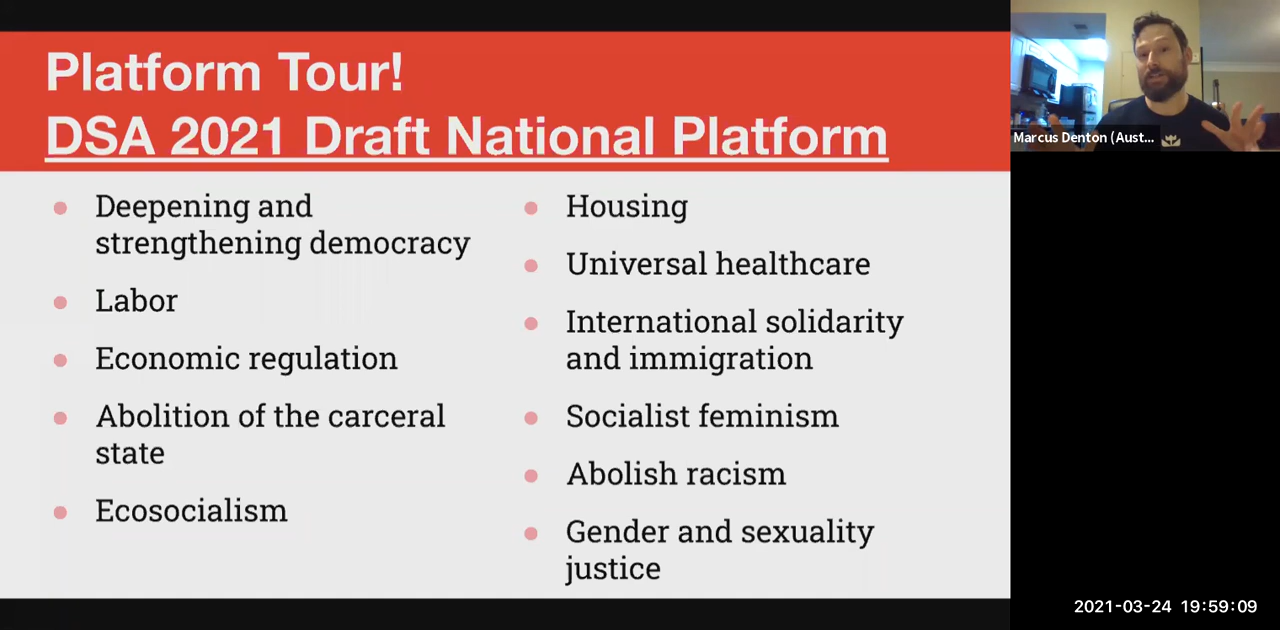 Platform Tour!
DSA 2021 Draft National Platform
Deepening and
strengthening democracy
Labor
Economic regulation
Abolition of the carceral
state
Ecosocialism
Housing
Universal healthcare
International solidarity
and immigration
Socialist feminism
Abolish racism
Gender and sexuality
justice
Marcus Denton (Aust...
2021-03-24 19:59:09